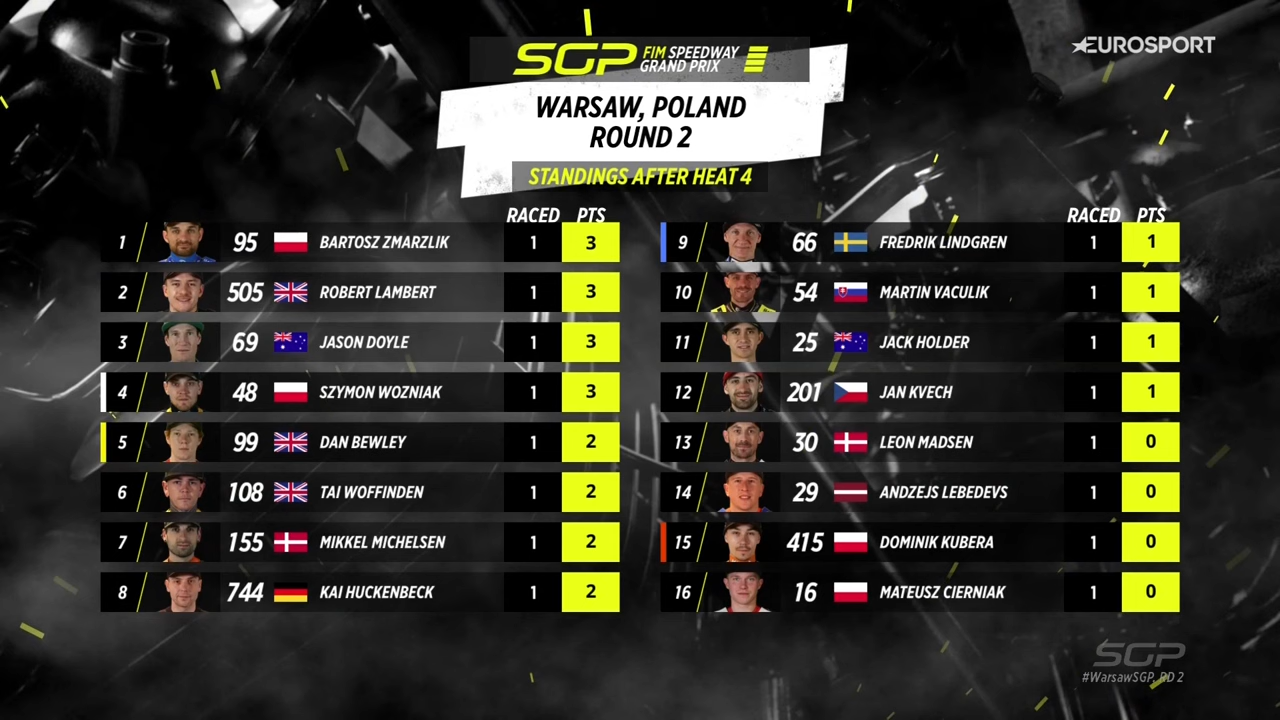 SGP FIM SPEEDWAY GRAND PRIX
EUROSPORT
WARSAW, POLAND
ROUND 2
STANDINGS AFTER HEAT 4
RACED PTS
1 95 BARTOSZ ZMARZLIK 1 3
2 505 ROBERT LAMBERT 1 3
3 69 JASON DOYLE 1 3
4 48 SZYMON WOZNIAK 1 3
5 99 DAN BEWLEY 1 2
6 108 TAI WOFFINDEN 1 2
7 155 MIKKEL MICHELSEN 1 2
8 744 KAI HUCKENBECK 1 2
RACED PTS
9 66 FREDRIK LINDGREN 1 1
10 54 MARTIN VACULIK 1 1
11 25 JACK HOLDER 1 1
12 201 JAN KVECH 1 1
13 30 LEON MADSEN 1 0
14 29 ANDZEJS LEBEDEVS 1 0
15 415 DOMINIK KUBERA 1 0
16 16 MATEUSZ CIERNIAK 1 0
SGP
#WarsawSGP, RD 2